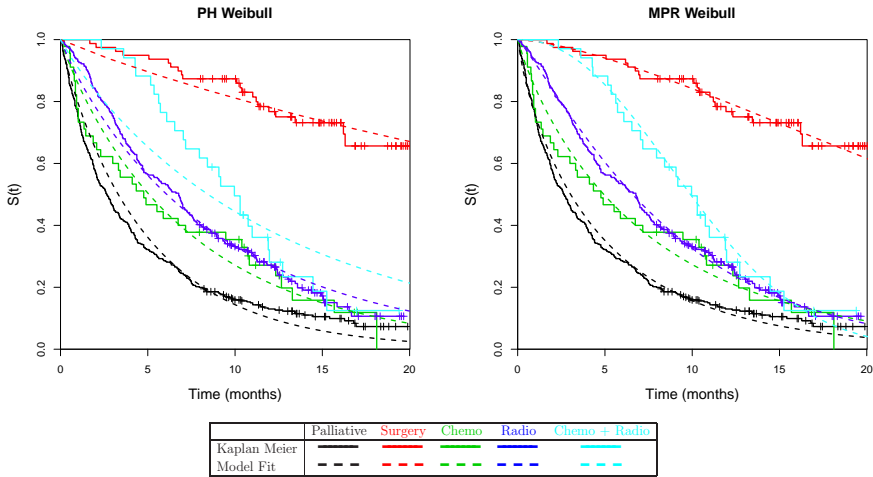 PH Weibull
S(t)
1.0
0.8
0.6
0.4
0.2
0.0
0 5 10 15 20
Time (months)
MPR Weibull
S(t)
1.0
0.8
0.6
0.4
0.2
0.0
0 5 10 15 20
Time (months)
Palliative Surgery Chemo Radio Chemo + Radio
Kaplan Meier
Model Fit